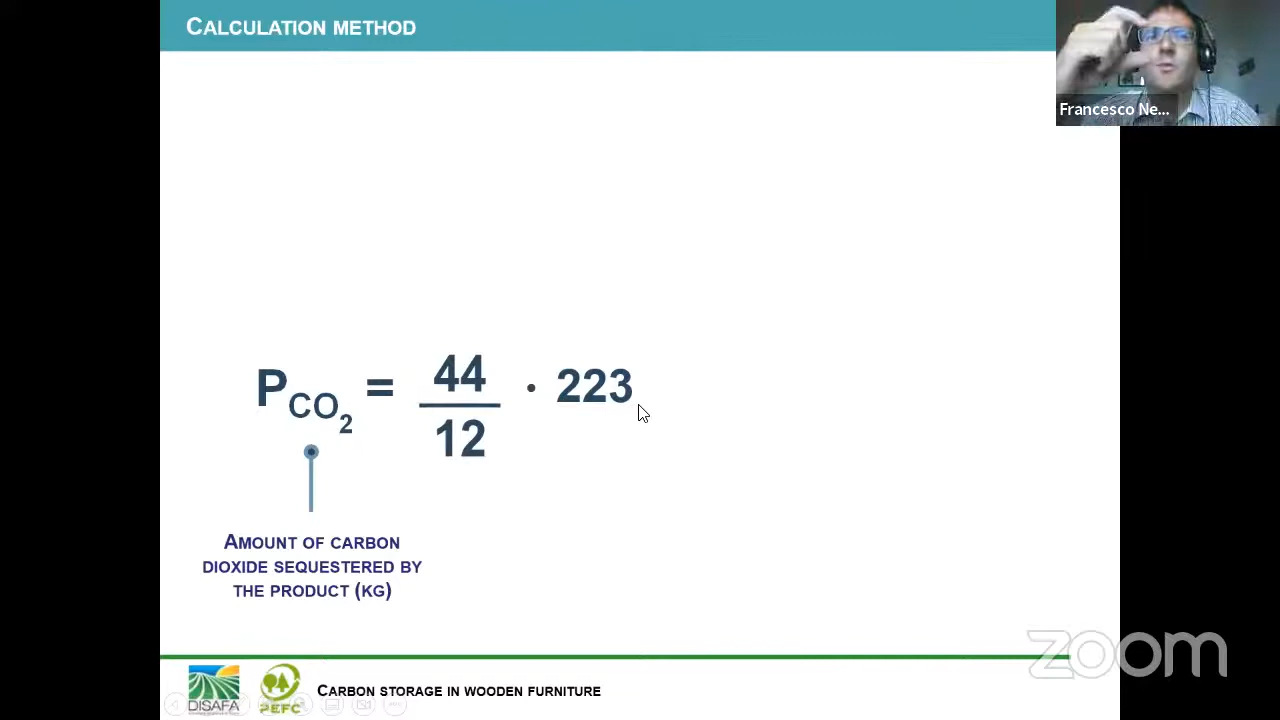 CALCULATION METHOD
Francesco Ne...
P CO2 = 44/12 · 223
AMOUNT OF CARBON
DIOXIDE SEQUESTERED BY
THE PRODUCT (KG)
zoom
DISAFA
PEFC
CARBON STORAGE IN WOODEN FURNITURE